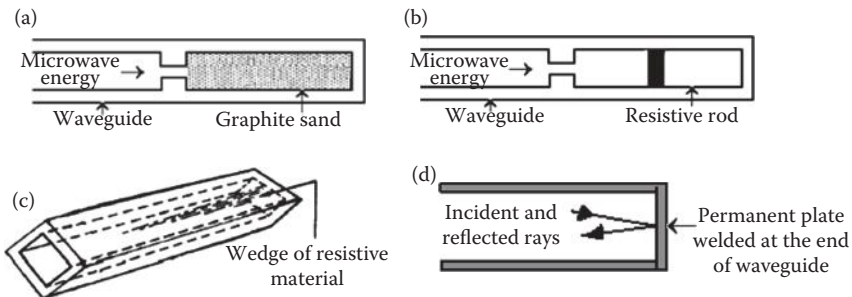 (a)
Microwave
energy
Waveguide
Graphite sand
(b)
Microwave
energy
Waveguide
Resistive rod
(c)
Wedge of resistive
material
(d)
Incident and
reflected rays
Permanent plate
welded at the end
of waveguide